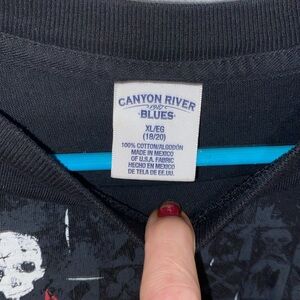 CANYON RIVER
AND
BLUES
XL/EG
(18/20)
100% COTTON/ALGODÓN
MADE IN MEXICO
OF U.S.A. FABRIC
HECHO EN MEXICO
DE TELA DE EE.UU.